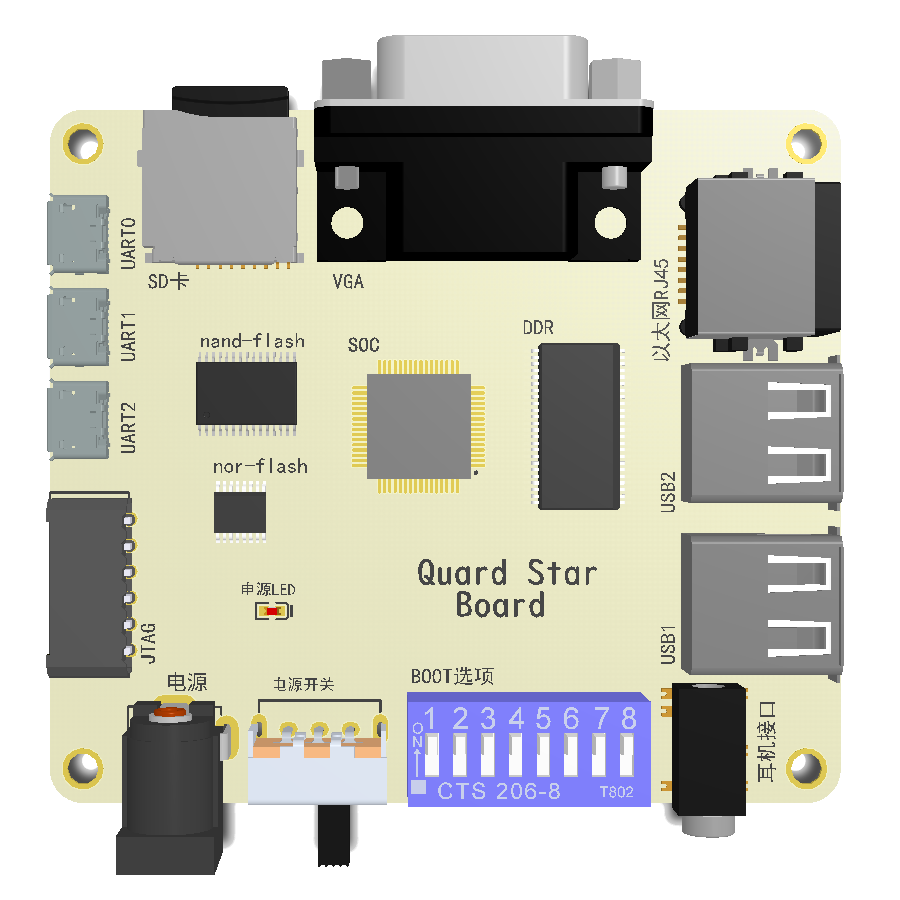 UART0
SD卡
VGA
以太网RJ45
UART1
nand-flash
SOC
DDR
UART2
nor-flash
USB2
Quard Star
Board
电源LED
JTAG
USB1
电源
电源开关
BOOT选项
1 2 3 4 5 6 7 8
ON
CTS 206-8
T802
耳机接口